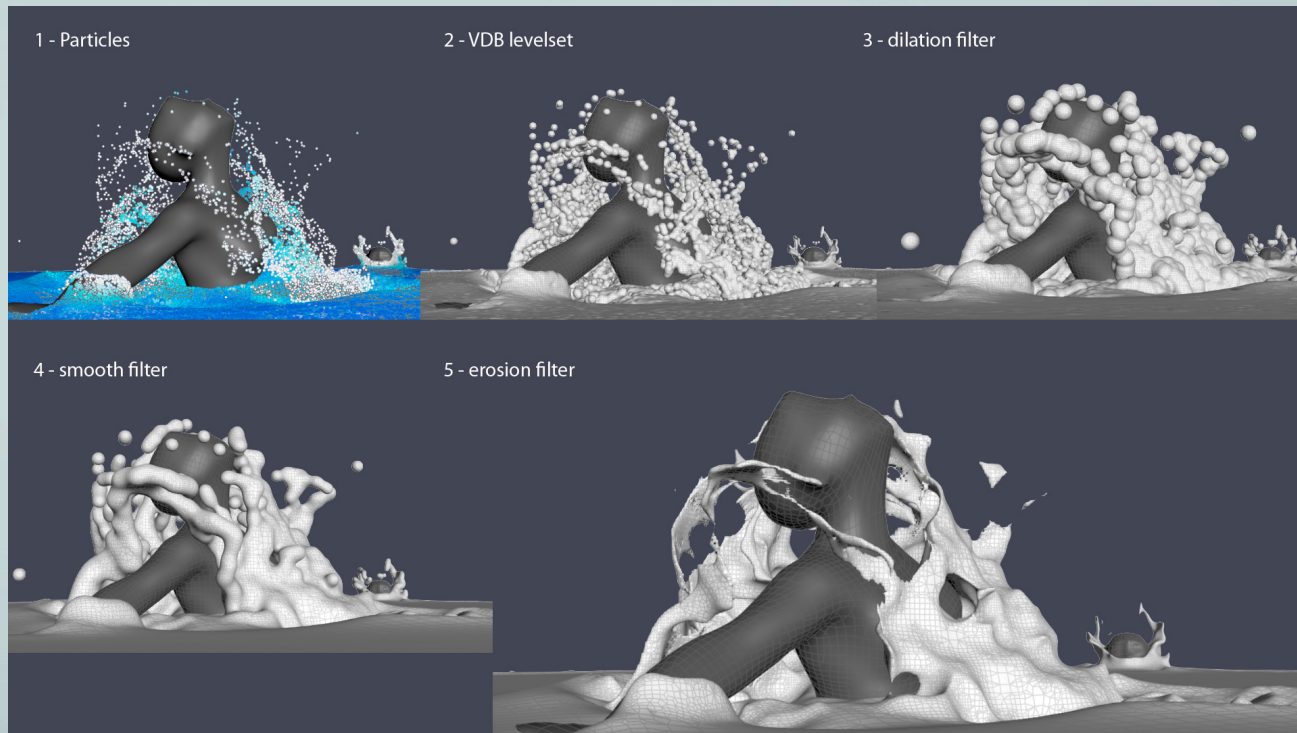 1 - Particles
2 - VDB levelset
3 - dilation filter
4 - smooth filter
5 - erosion filter